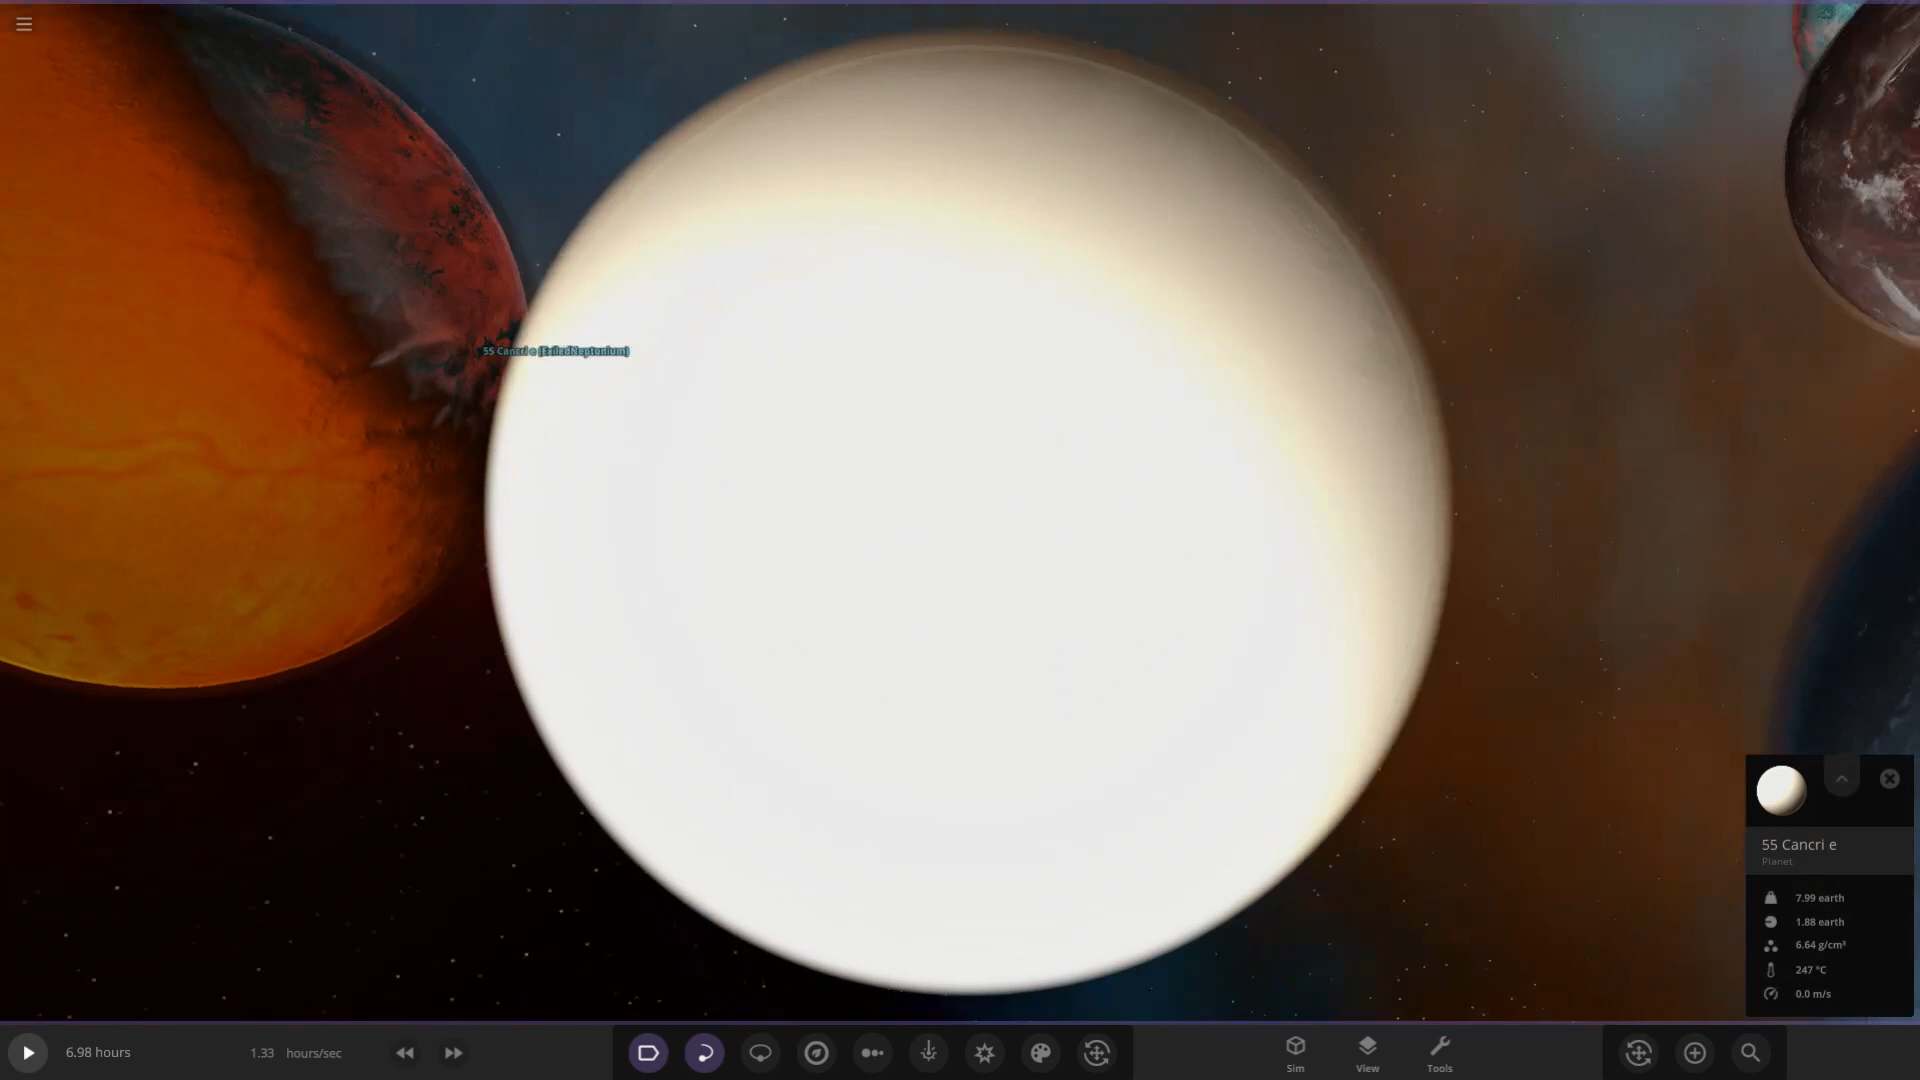 55 Cancri e (ExiledNeptunium)
55 Cancri e
Planet
7.99 earth
1.88 earth
6.64 g/cm³
247 °C
0.0 m/s
6.98 hours
1.33 hours/sec
Sim
View
Tools